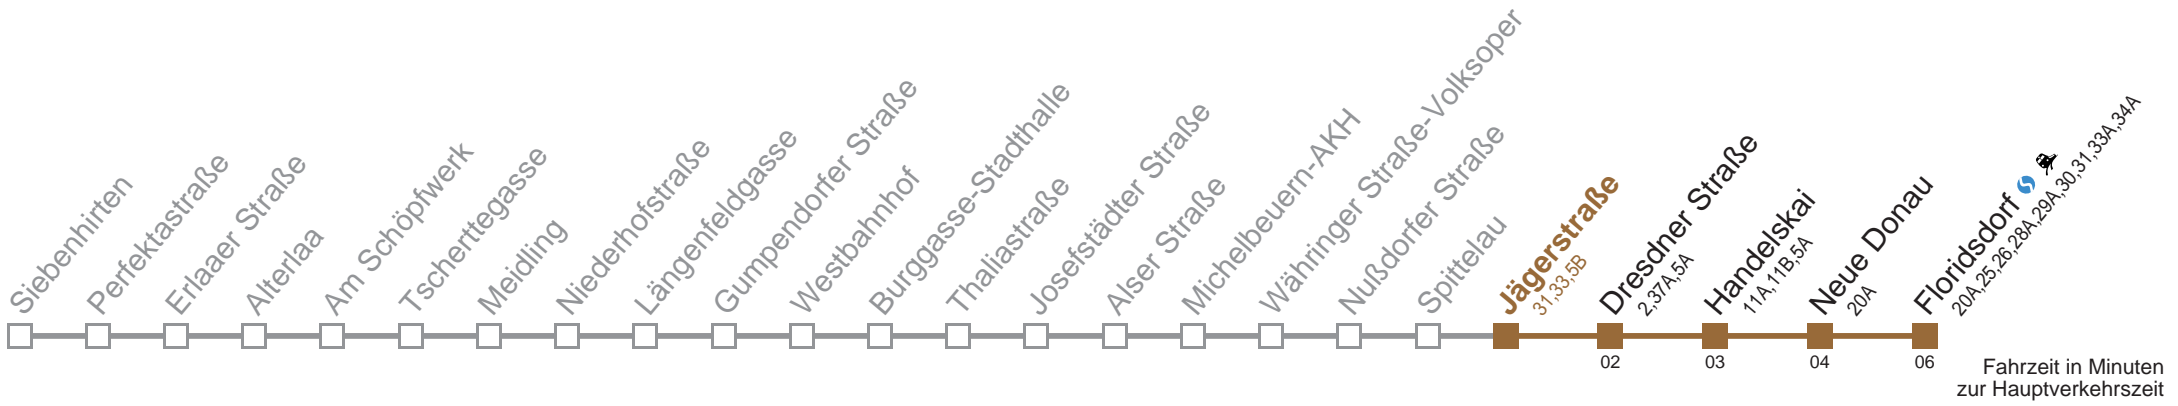 Siebenhirten
Perfektastraße
Erlaaer Straße
Alterlaa
Am Schöpfwerk
Tscherttegasse
Meidling
Niederhofstraße
Längenfeldgasse
Gumpendorfer Straße
Westbahnhof
Burggasse-Stadthalle
Thaliastraße
Josefstädter Straße
Alser Straße
Michelbeuern-AKH
Währinger Straße-Volksoper
Nußdorfer Straße
Spittelau
Jägerstraße
31,33,5B
Dresdner Straße
2,37A,5A
Handelskai
11A,11B,5A
Neue Donau
20A
Floridsdorf
20A,25,26,28A,29A,30,31,33A,34A
02
03
04
06
Fahrzeit in Minuten
zur Hauptverkehrszeit